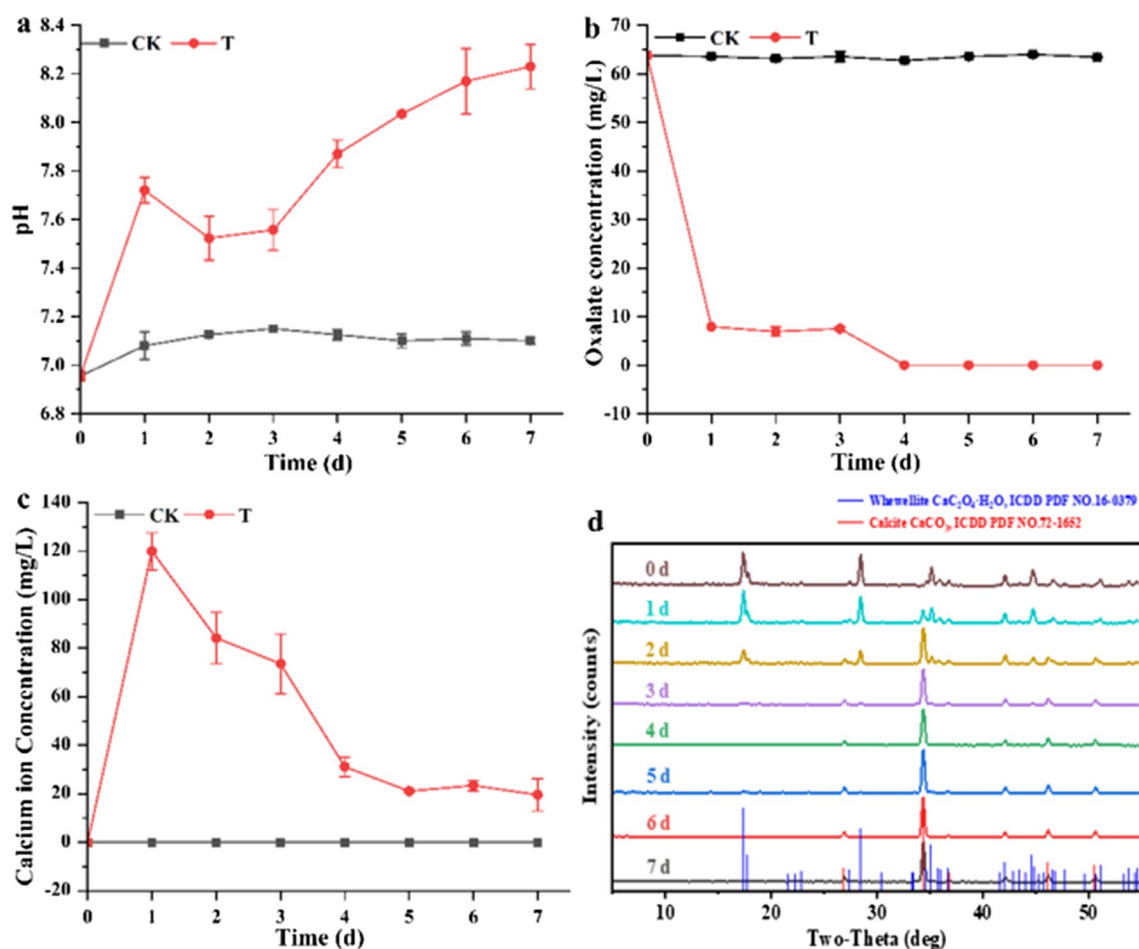 a
8.4
8.2
8.0
7.8
7.6
7.4
7.2
7.0
6.8
CK T
pH
0 1 2 3 4 5 6 7
Time (d)
b
70
60
50
40
30
20
10
0
-10
CK T
Oxalate concentration (mg/L)
0 1 2 3 4 5 6 7
Time (d)
c
140
120
100
80
60
40
20
0
-20
CK T
Calcium ion Concentration (mg/L)
0 1 2 3 4 5 6 7
Time (d)
d
Whewellite CaC₂O₄·H₂O, ICDD PDF NO.16-0379
Calcite CaCO₃, ICDD PDF NO.72-1652
0 d
1 d
2 d
3 d
4 d
5 d
6 d
7 d
Intensity (counts)
10 20 30 40 50
Two-Theta (deg)